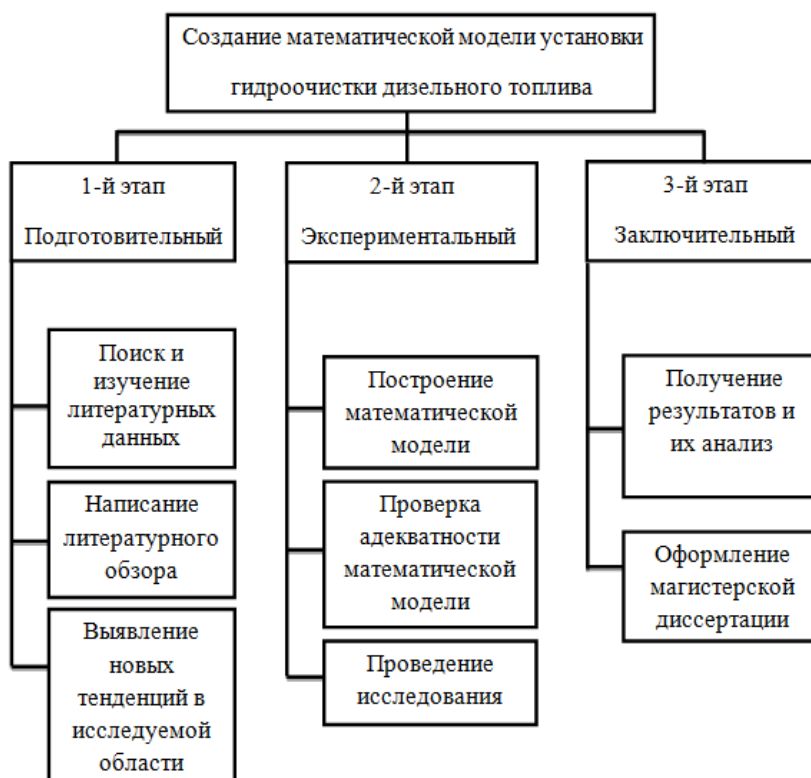 Создание математической модели установки
гидроочистки дизельного топлива
1-й этап
Подготовительный
2-й этап
Экспериментальный
3-й этап
Заключительный
Поиск и
изучение
литературных
данных
Написание
литературного
обзора
Выявление
новых
тенденций в
исследуемой
области
Построение
математической
модели
Проверка
адекватности
математической
модели
Проведение
исследования
Получение
результатов и
их анализ
Оформление
магистерской
диссертации